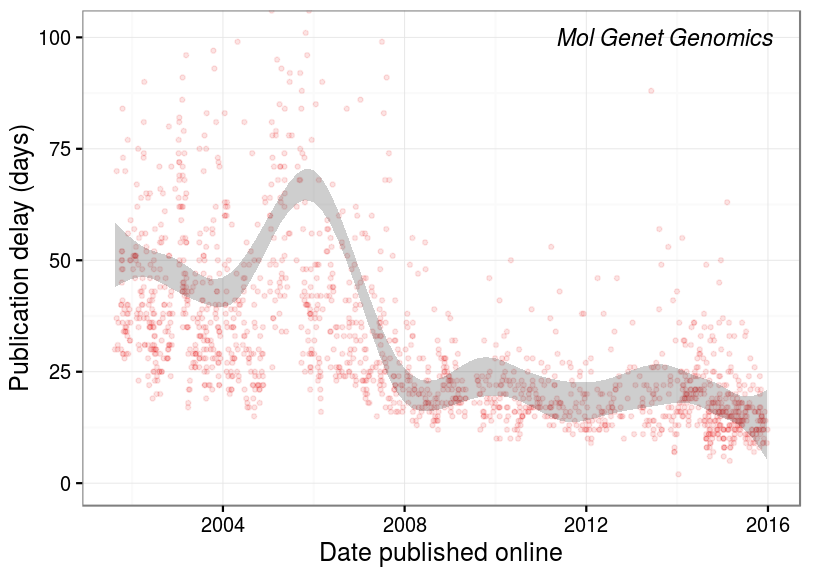 Mol Genet Genomics
100
75
50
25
0
Publication delay (days)
2004 2008 2012 2016
Date published online